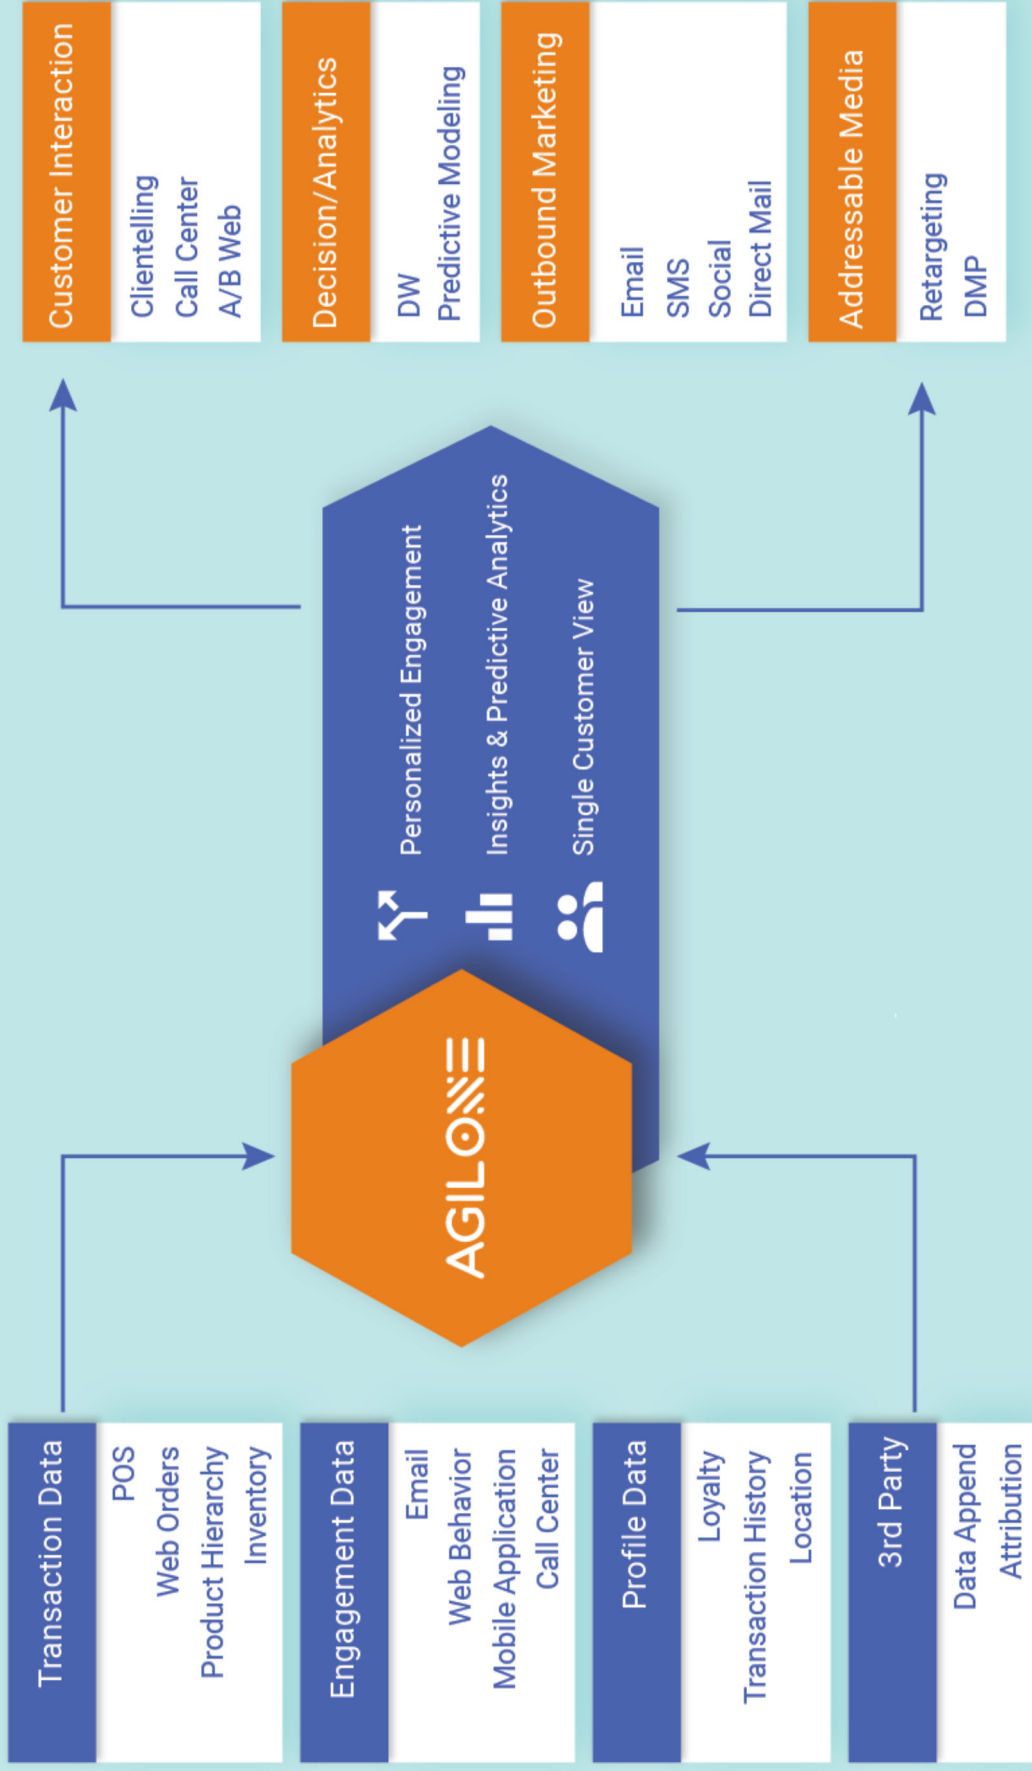 Transaction Data
POS
Web Orders
Product Hierarchy
Inventory
Engagement Data
Email
Web Behavior
Mobile Application
Call Center
Profile Data
Loyalty
Transaction History
Location
3rd Party
Data Append
Attribution
AGILONE
Personalized Engagement
Insights & Predictive Analytics
Single Customer View
Customer Interaction
Clientelling
Call Center
A/B Web
Decision/Analytics
DW
Predictive Modeling
Outbound Marketing
Email
SMS
Social
Direct Mail
Addressable Media
Retargeting
DMP